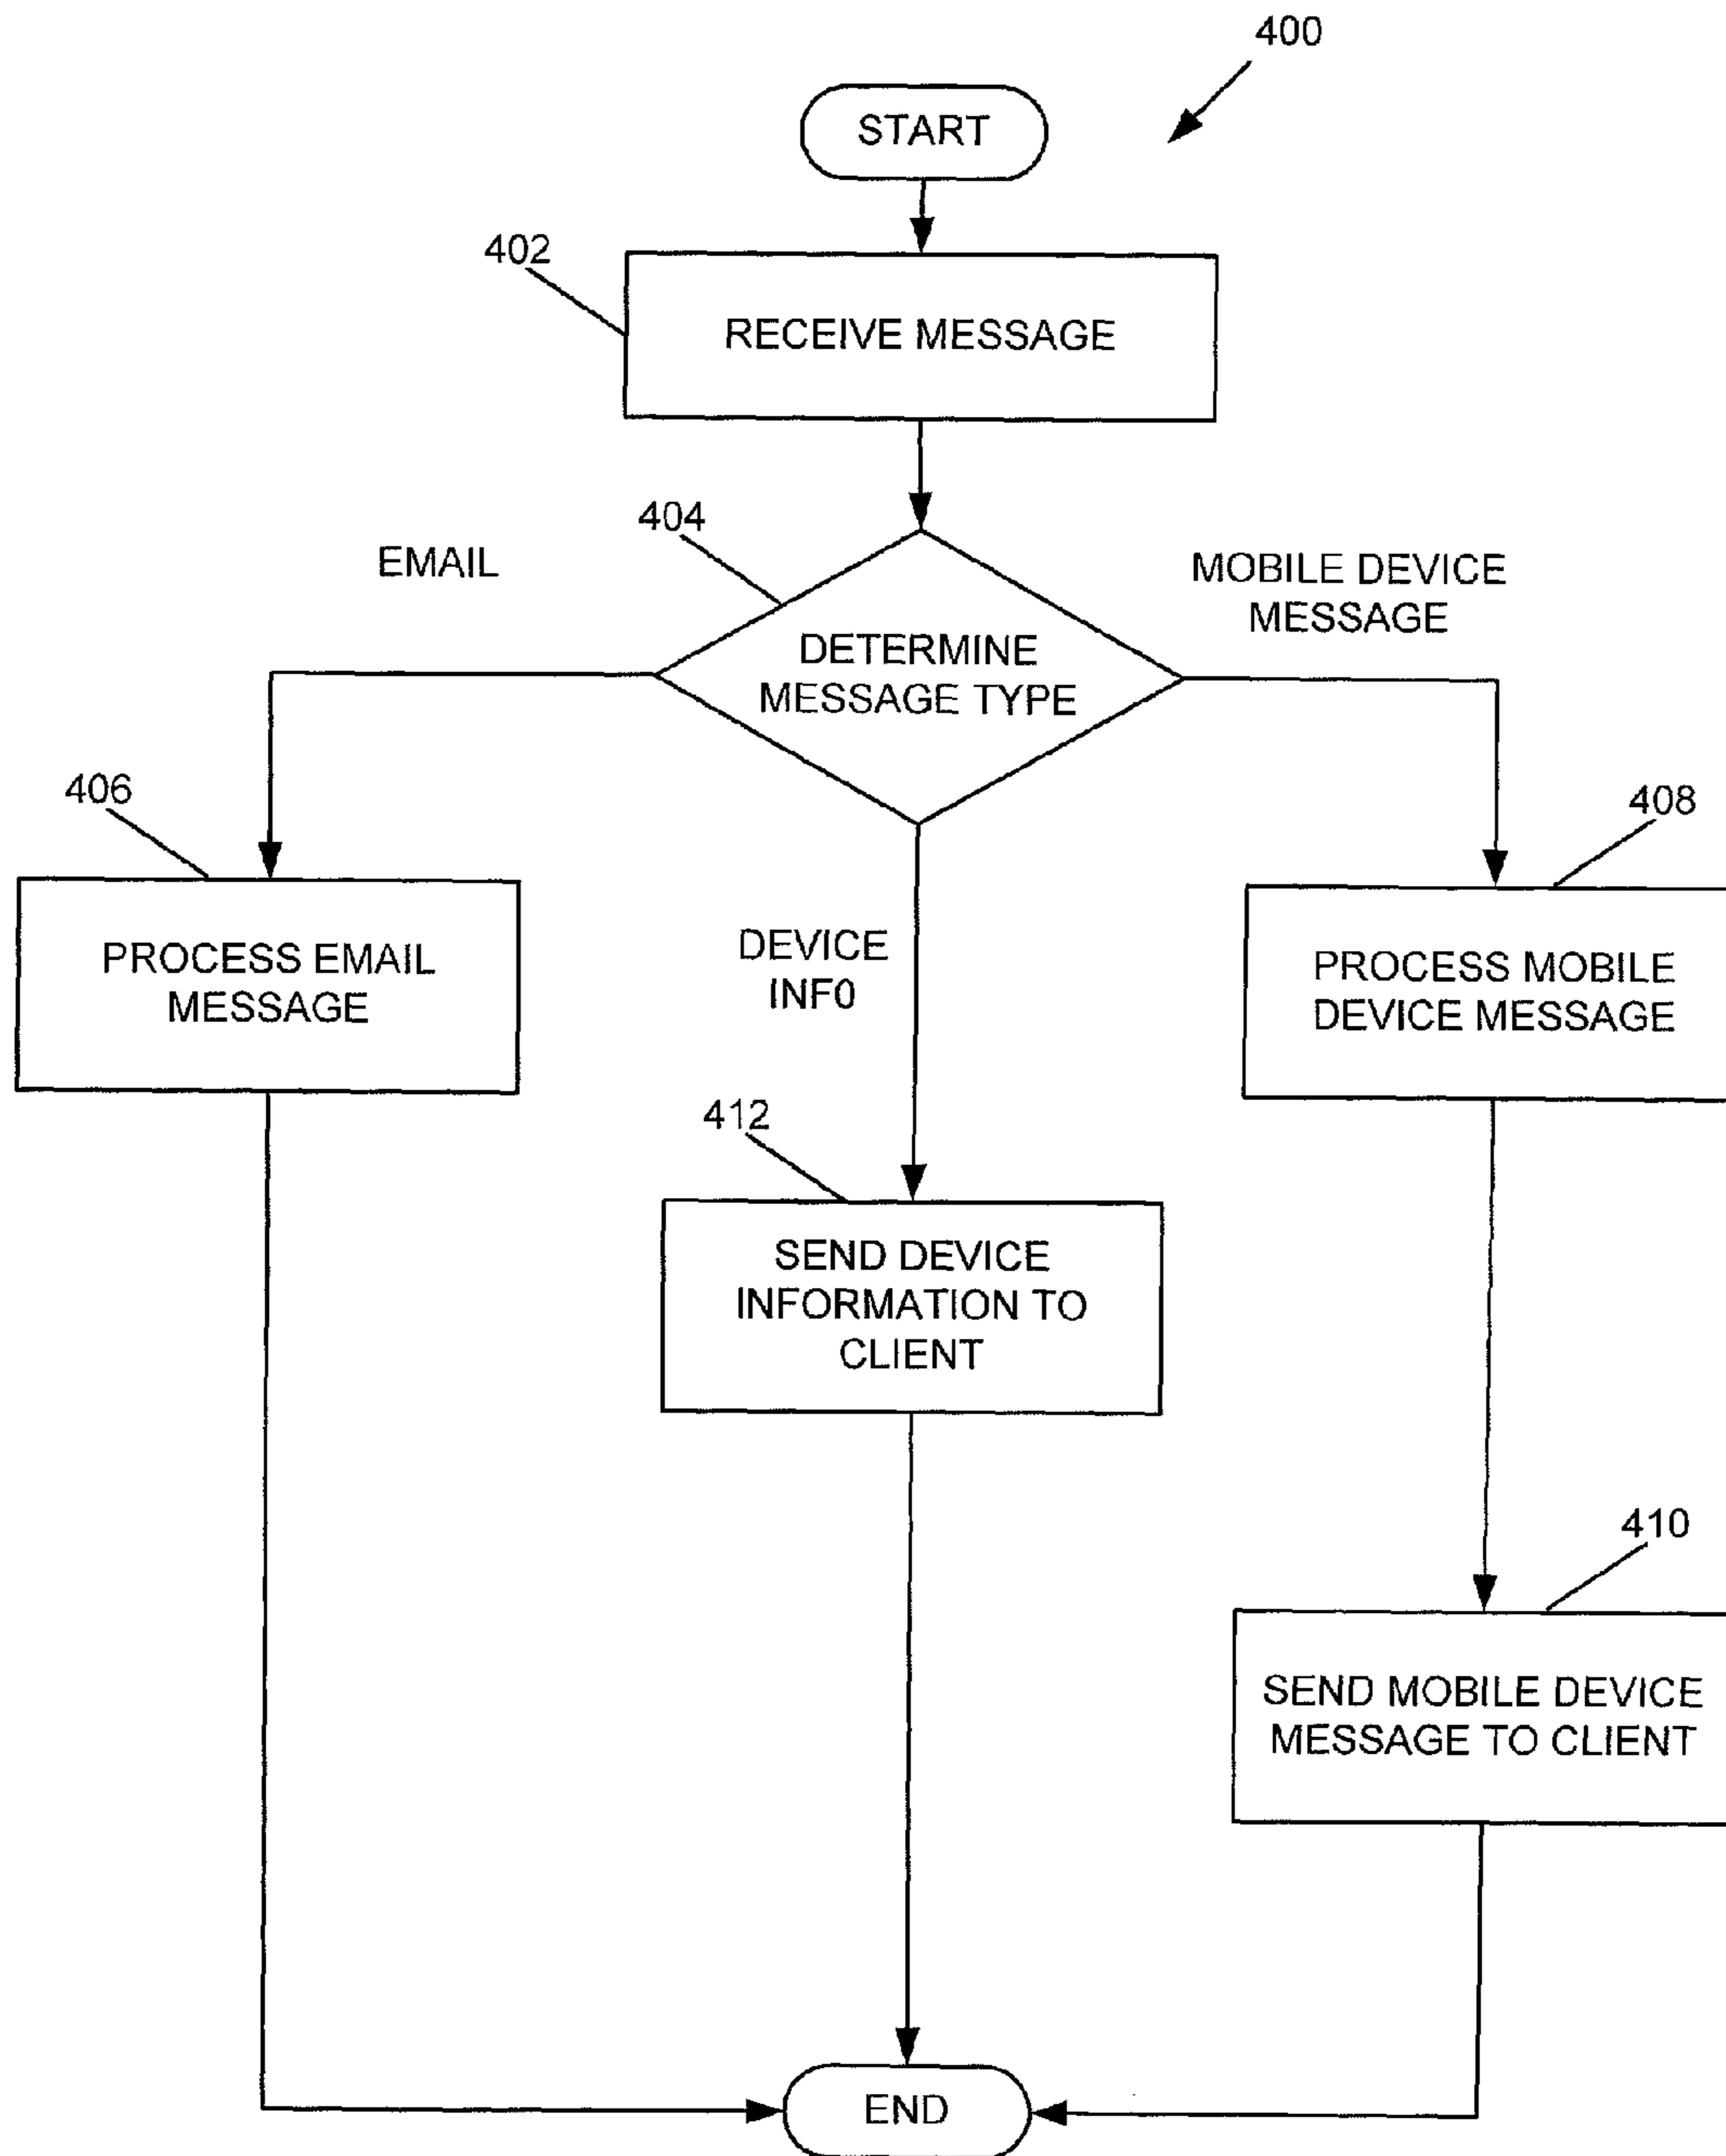 400
START
402
RECEIVE MESSAGE
404
EMAIL
MOBILE DEVICE
MESSAGE
DETERMINE
MESSAGE TYPE
406
408
PROCESS EMAIL
MESSAGE
DEVICE
INF0
PROCESS MOBILE
DEVICE MESSAGE
412
SEND DEVICE
INFORMATION TO
CLIENT
410
SEND MOBILE DEVICE
MESSAGE TO CLIENT
END